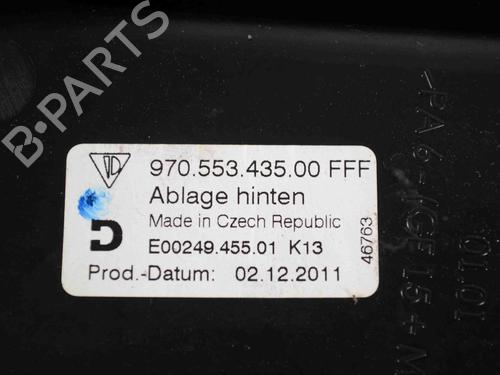 B-PARTS
970.553.435.00 FFF
Ablage hinten
Made in Czech Republic
D
E00249.455.01 K13
Prod.-Datum: 02.12.2011
46763